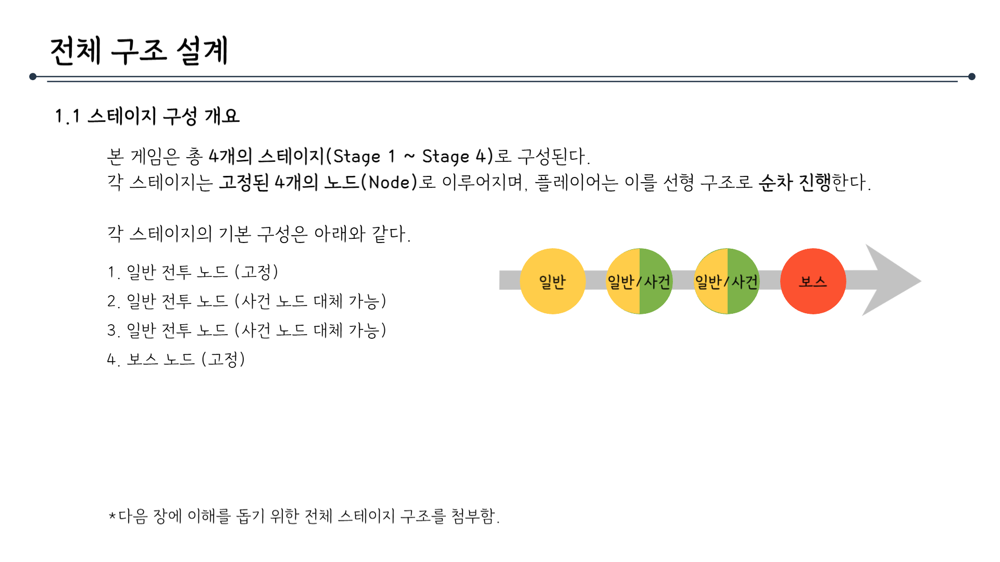 전체 구조 설계
1.1 스테이지 구성 개요
본 게임은 총 4개의 스테이지(Stage 1 ~ Stage 4)로 구성된다.
각 스테이지는 고정된 4개의 노드(Node)로 이루어지며, 플레이어는 이를 선형 구조로 순차 진행한다.
각 스테이지의 기본 구성은 아래와 같다.
1. 일반 전투 노드 (고정)
2. 일반 전투 노드 (사건 노드 대체 가능)
3. 일반 전투 노드 (사건 노드 대체 가능)
4. 보스 노드 (고정)
일반
일반/사건
일반/사건
보스
*다음 장에 이해를 돕기 위한 전체 스테이지 구조를 첨부함.